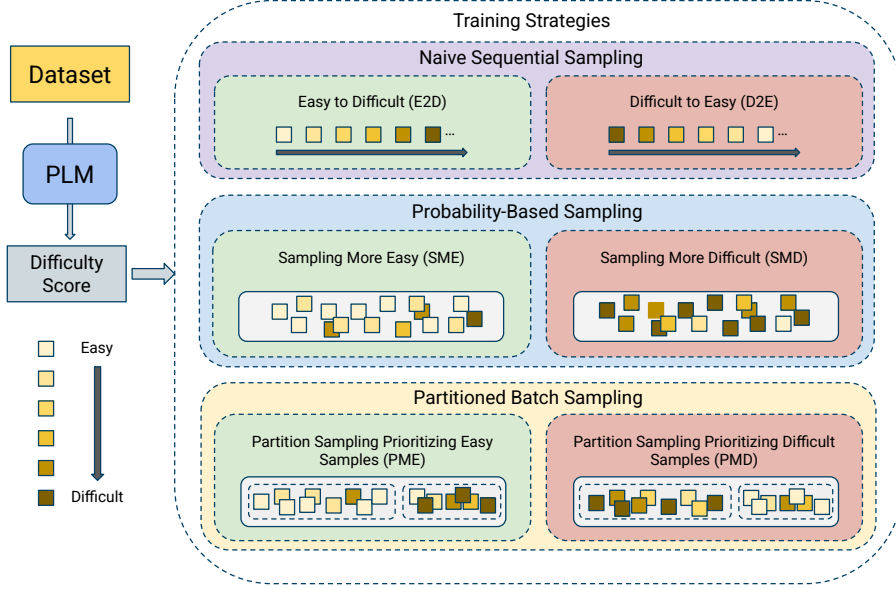 Training Strategies
Dataset
PLM
Difficulty
Score
Easy
Difficult
Naive Sequential Sampling
Easy to Difficult (E2D)
...
Difficult to Easy (D2E)
...
Probability-Based Sampling
Sampling More Easy (SME)
Sampling More Difficult (SMD)
Partitioned Batch Sampling
Partition Sampling Prioritizing Easy
Samples (PME)
Partition Sampling Prioritizing Difficult
Samples (PMD)